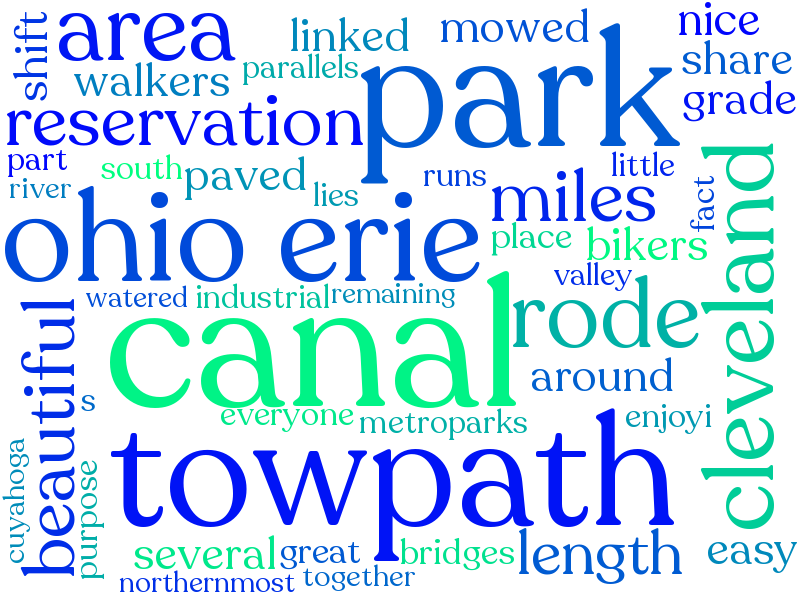 shift
area
linked
mowed
nice
walkers
parallels
park
share
grade
reservation
part
south
paved
river
lies
runs
little
miles
fact
cleveland
ohio erie
place
bikers
valley
watered
industrial
remaining
canal
rode
beautiful
s
around
everyone
metroparks
enjoyi
cuyahoga
purpose
towpath
several
great
bridges
length
easy
northernmost
together